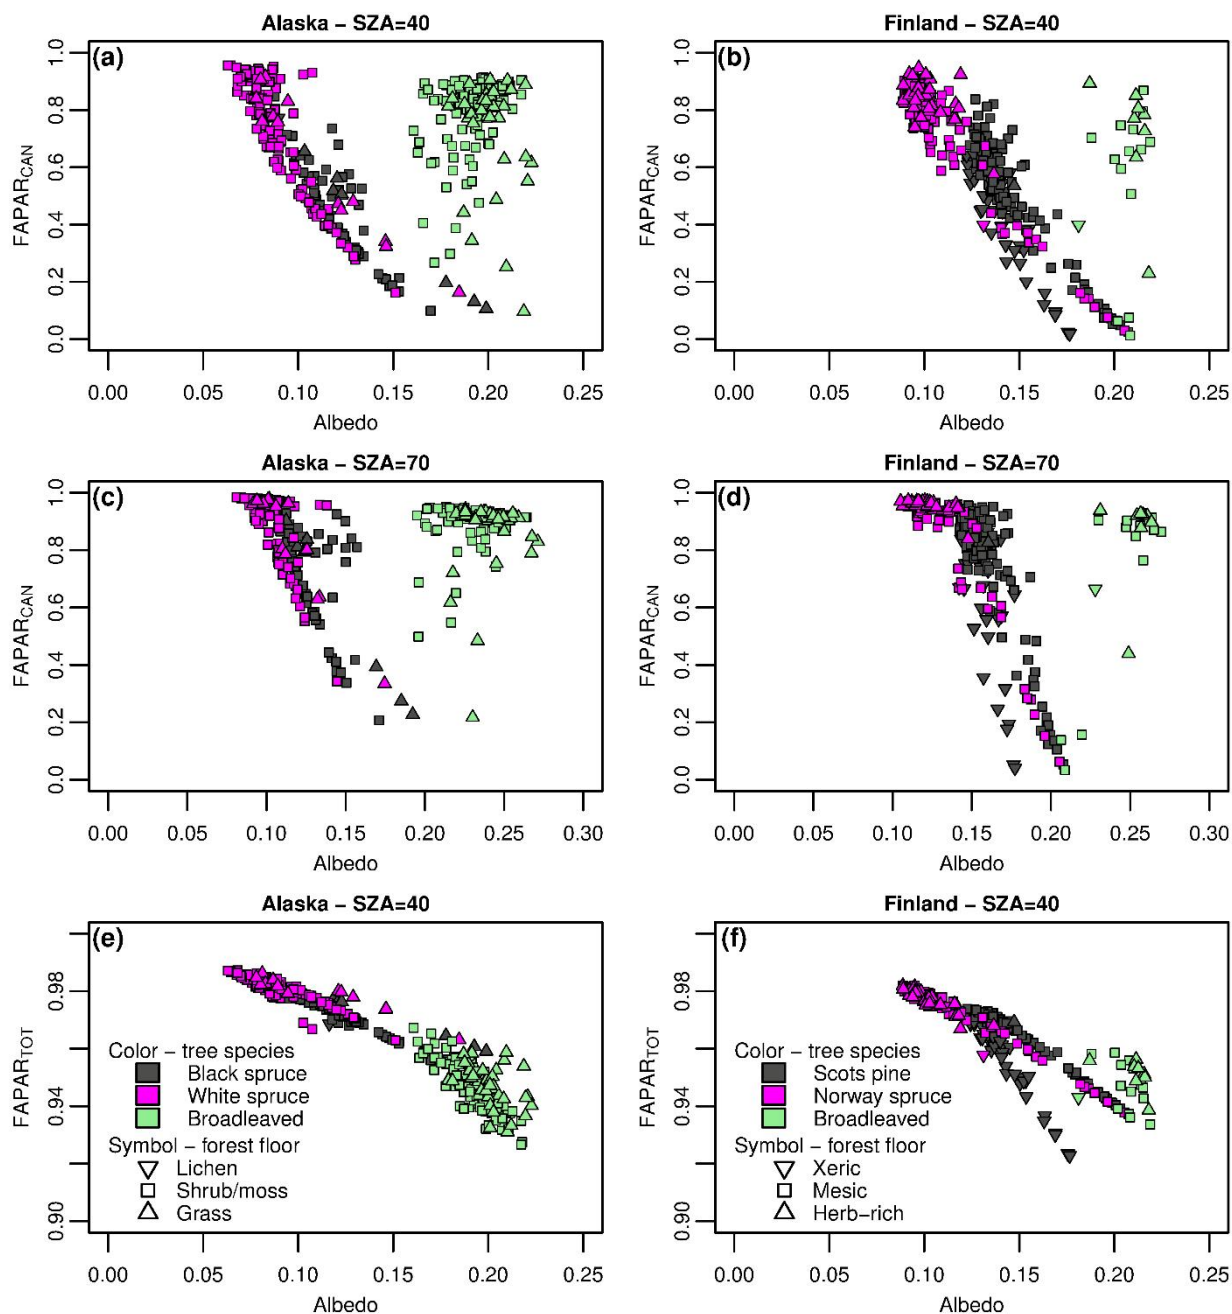 Alaska − SZA=40
(a)
FAPARCAN
1.0
0.8
0.6
0.4
0.2
0.0
0.00 0.05 0.10 0.15 0.20 0.25
Albedo
Finland − SZA=40
(b)
FAPARCAN
1.0
0.8
0.6
0.4
0.2
0.0
0.00 0.05 0.10 0.15 0.20 0.25
Albedo
Alaska − SZA=70
(c)
FAPARCAN
1.0
0.8
0.6
0.4
0.2
0.0
0.00 0.05 0.10 0.15 0.20 0.25 0.30
Albedo
Finland − SZA=70
(d)
FAPARCAN
1.0
0.8
0.6
0.4
0.2
0.0
0.00 0.05 0.10 0.15 0.20 0.25 0.30
Albedo
Alaska − SZA=40
(e)
FAPARTOT
0.98
0.94
0.90
Color − tree species
Black spruce
White spruce
Broadleaved
Symbol − forest floor
Lichen
Shrub/moss
Grass
0.00 0.05 0.10 0.15 0.20 0.25
Albedo
Finland − SZA=40
(f)
FAPARTOT
0.98
0.94
0.90
Color − tree species
Scots pine
Norway spruce
Broadleaved
Symbol − forest floor
Xeric
Mesic
Herb−rich
0.00 0.05 0.10 0.15 0.20 0.25
Albedo